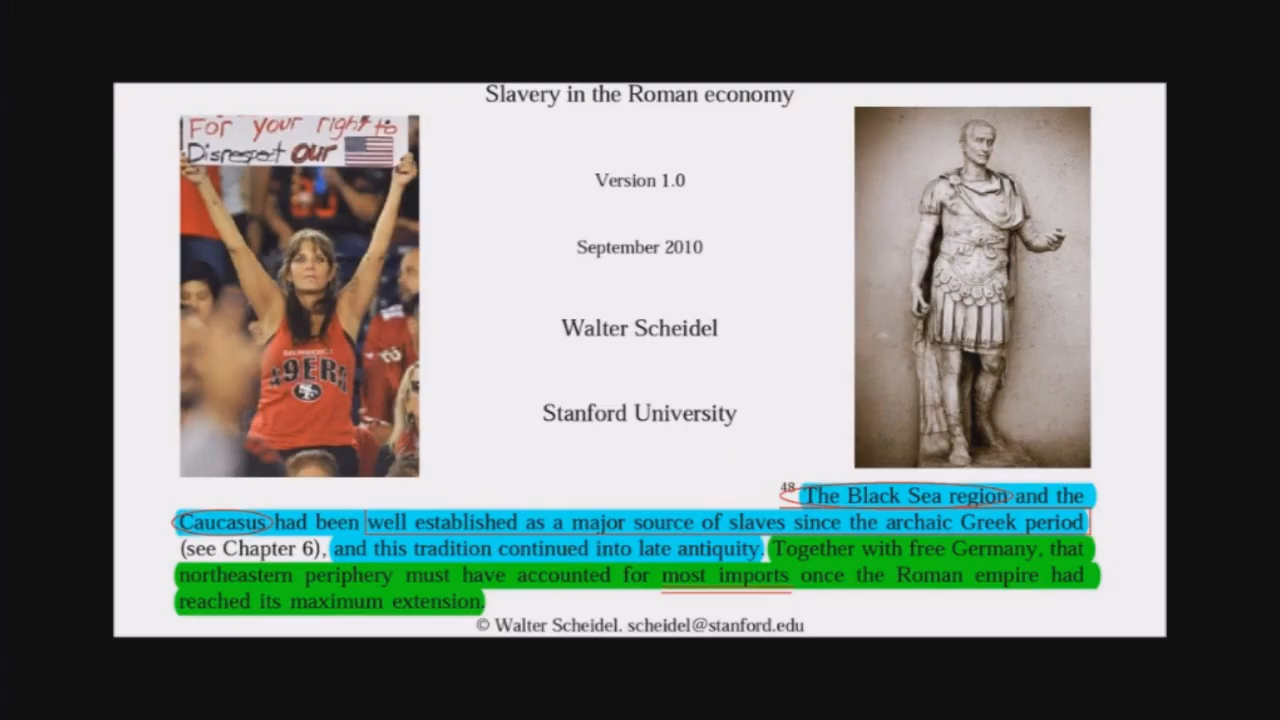 Slavery in the Roman economy
For your right to
Disrespect our
Version 1.0
September 2010
Walter Scheidel
49ERS
Stanford University
48 The Black Sea region and the
Caucasus had been well established as a major source of slaves since the archaic Greek period
(see Chapter 6), and this tradition continued into late antiquity. Together with free Germany, that
northeastern periphery must have accounted for most imports once the Roman empire had
reached its maximum extension.
© Walter Scheidel. scheidel@stanford.edu